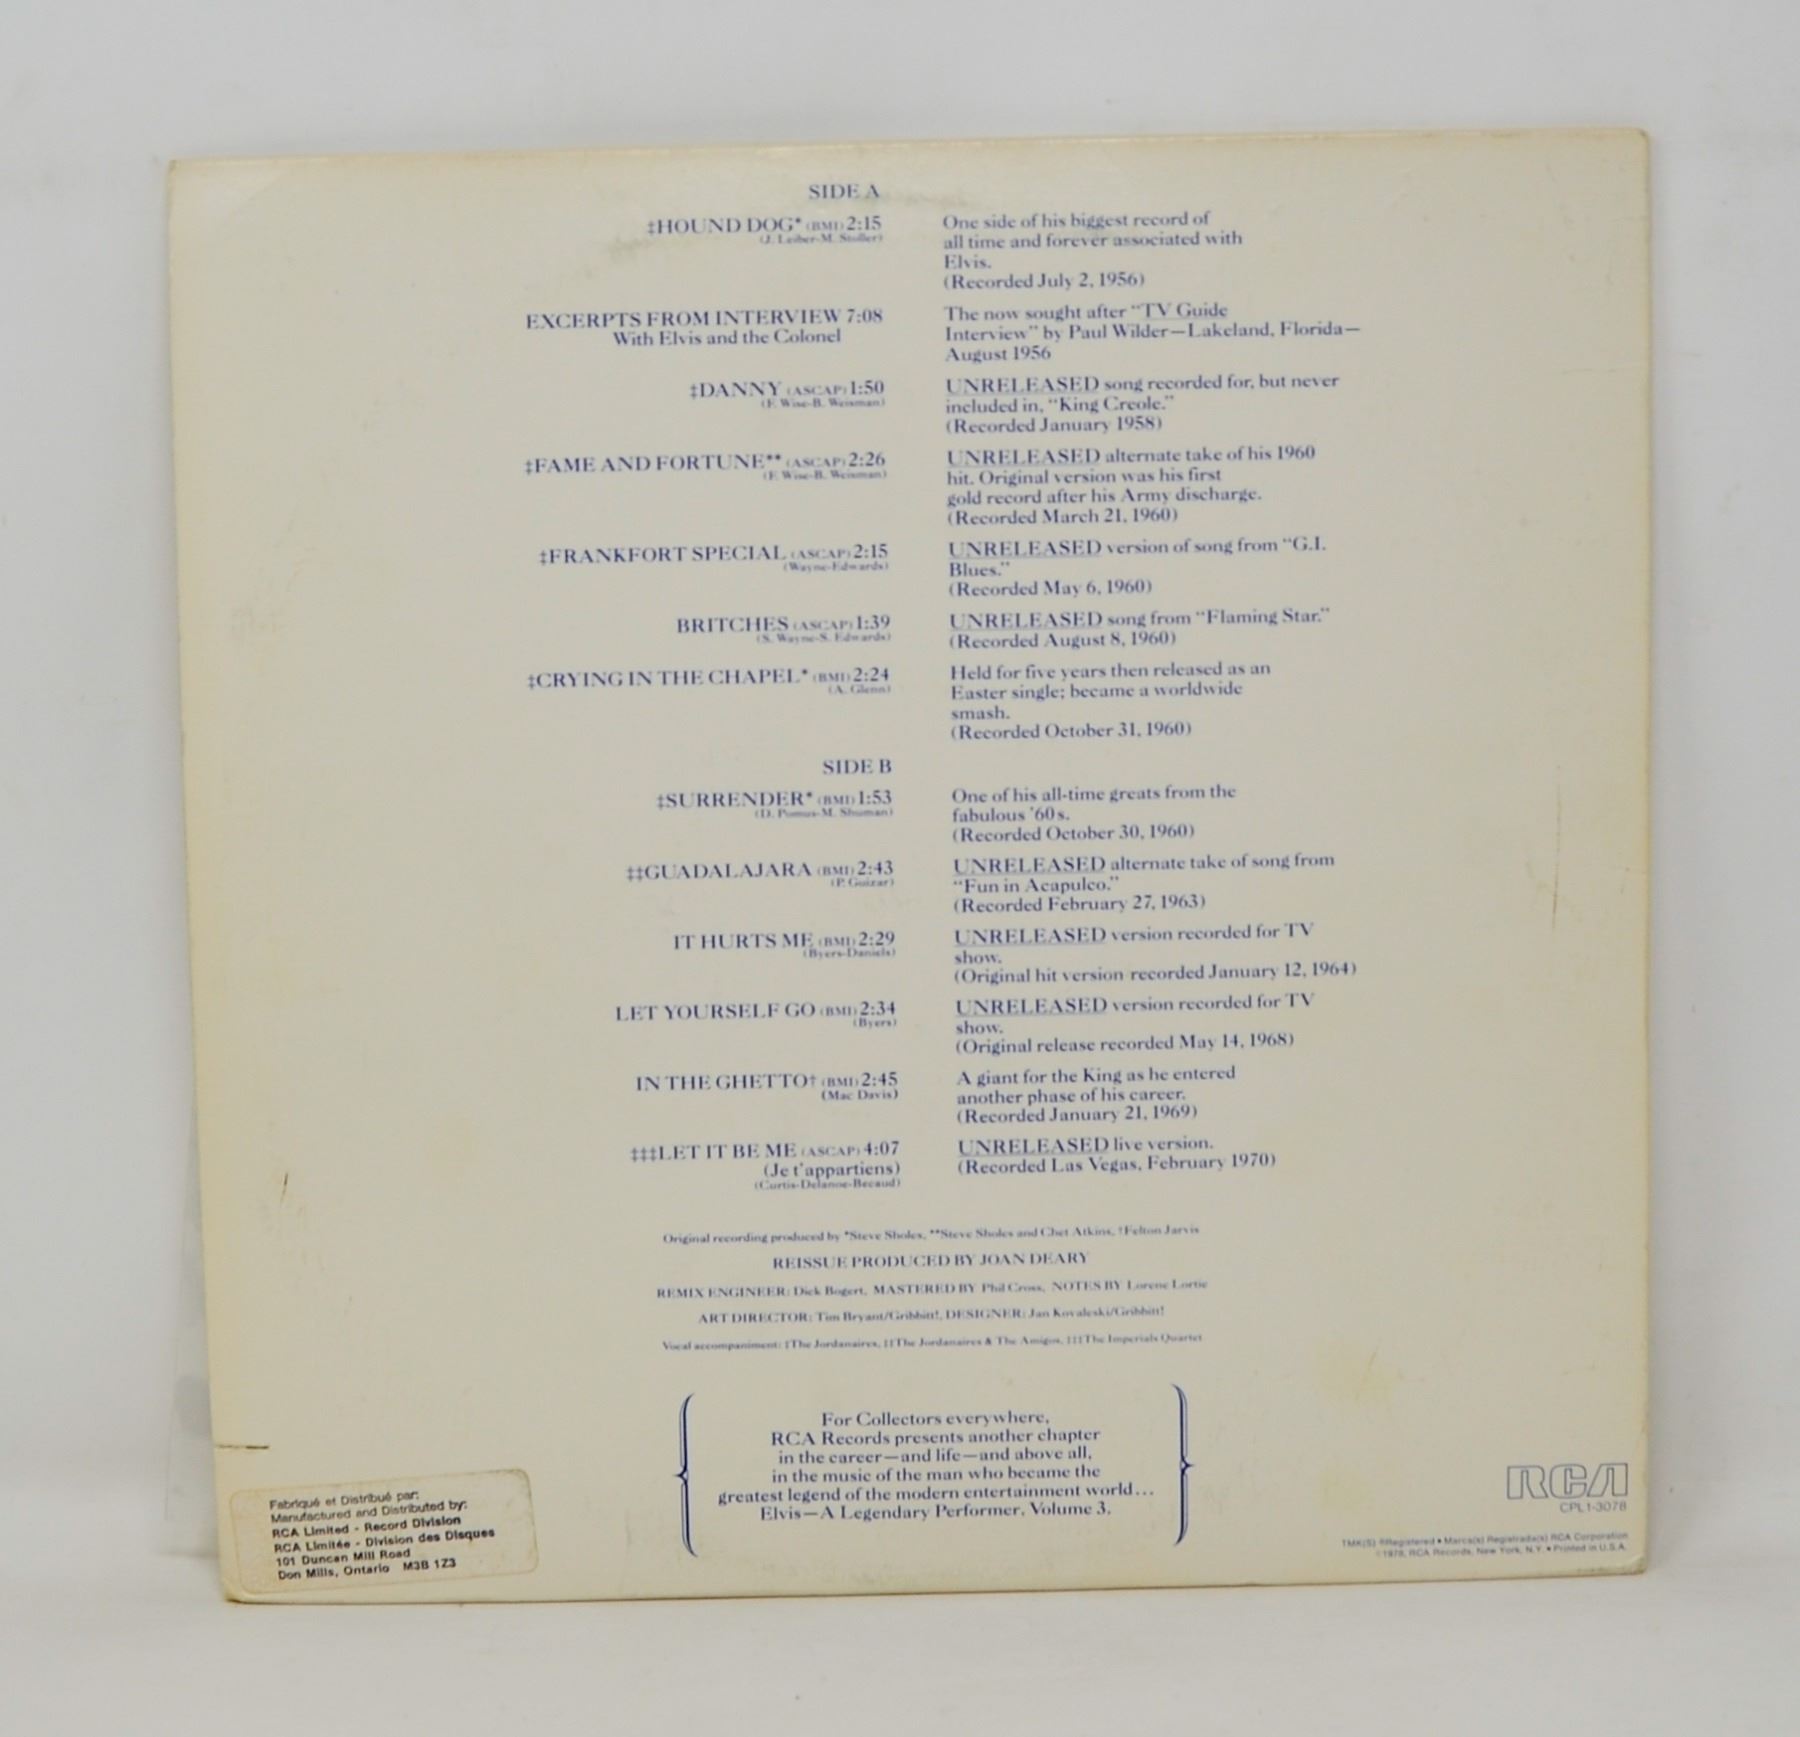 SIDE A
‡HOUND DOG* (BMI) 2:15
(J. Leiber-M. Stoller)
One side of his biggest record of
all time and forever associated with
Elvis.
(Recorded July 2, 1956)
EXCERPTS FROM INTERVIEW 7:08
With Elvis and the Colonel
The now sought after "TV Guide
Interview" by Paul Wilder—Lakeland, Florida—
August 1956
‡DANNY (ASCAP) 1:50
(F. Wise-B. Weisman)
UNRELEASED song recorded for, but never
included in, "King Creole."
(Recorded January 1958)
‡FAME AND FORTUNE** (ASCAP) 2:26
(F. Wise-B. Weisman)
UNRELEASED alternate take of his 1960
hit. Original version was his first
gold record after his Army discharge.
(Recorded March 21, 1960)
‡FRANKFORT SPECIAL (ASCAP) 2:15
(Wayne-Edwards)
UNRELEASED version of song from "G.I.
Blues."
(Recorded May 6, 1960)
BRITCHES (ASCAP) 1:39
(S. Wayne-S. Edwards)
UNRELEASED song from "Flaming Star."
(Recorded August 8, 1960)
‡CRYING IN THE CHAPEL* (BMI) 2:24
(A. Glenn)
Held for five years then released as an
Easter single; became a worldwide
smash.
(Recorded October 31, 1960)
SIDE B
‡SURRENDER* (BMI) 1:53
(D. Pomus-M. Shuman)
One of his all-time greats from the
fabulous '60s.
(Recorded October 30, 1960)
‡‡GUADALAJARA (BMI) 2:43
(P. Guizar)
UNRELEASED alternate take of song from
"Fun in Acapulco."
(Recorded February 27, 1963)
IT HURTS ME (BMI) 2:29
(Byers-Daniels)
UNRELEASED version recorded for TV
show.
(Original hit version recorded January 12, 1964)
LET YOURSELF GO (BMI) 2:34
(Byers)
UNRELEASED version recorded for TV
show.
(Original release recorded May 14, 1968)
IN THE GHETTO† (BMI) 2:45
(Mac Davis)
A giant for the King as he entered
another phase of his career.
(Recorded January 21, 1969)
‡‡‡LET IT BE ME (ASCAP) 4:07
(Je t'appartiens)
(Curtis-Delanoe-Becaud)
UNRELEASED live version.
(Recorded Las Vegas, February 1970)
Original recording produced by *Steve Sholes, **Steve Sholes and Chet Atkins, †Felton Jarvis
REISSUE PRODUCED BY JOAN DEARY
REMIX ENGINEER: Dick Bogert, MASTERED BY Phil Cross, NOTES BY Lorene Lortie
ART DIRECTOR: Tim Bryant/Gribbitt!, DESIGNER: Jan Kovaleski/Gribbitt!
Vocal accompaniment: ‡The Jordanaires, ‡‡The Jordanaires & The Amigos, ‡‡‡The Imperials Quartet
For Collectors everywhere,
RCA Records presents another chapter
in the career—and life—and above all,
in the music of the man who became the
greatest legend of the modern entertainment world...
Elvis—A Legendary Performer, Volume 3.
Fabriqué et Distribué par:
Manufactured and Distributed by:
RCA Limited - Record Division
RCA Limitée - Division des Disques
101 Duncan Mill Road
Don Mills, Ontario M3B 1Z3
RCA
CPL1-3078
TMK(S) ®Registered • Marca(s) Registrada(s) RCA Corporation
©1978, RCA Records, New York, N.Y. • Printed in U.S.A.